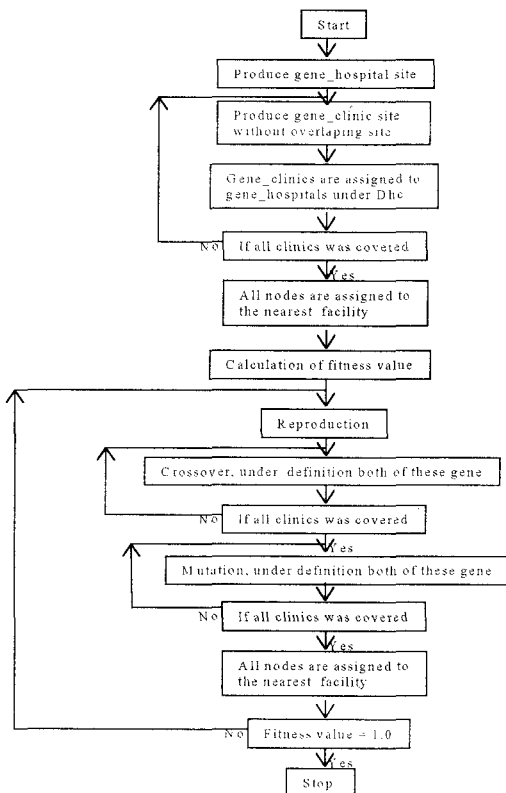 Start
Produce gene_hospital site
Produce gene_clinic site
without overlaping site
Gene_clinics are assigned to
gene_hospitals under Dhc
No
If all clinics was covered
Yes
All nodes are assigned to
the nearest facility
Calculation of fitness value
Reproduction
Crossover, under definition both of these gene
No
If all clinics was covered
Yes
Mutation, under definition both of these gene
No
If all clinics was covered
Yes
All nodes are assigned to
the nearest facility
No
Fitness value = 1.0
Yes
Stop